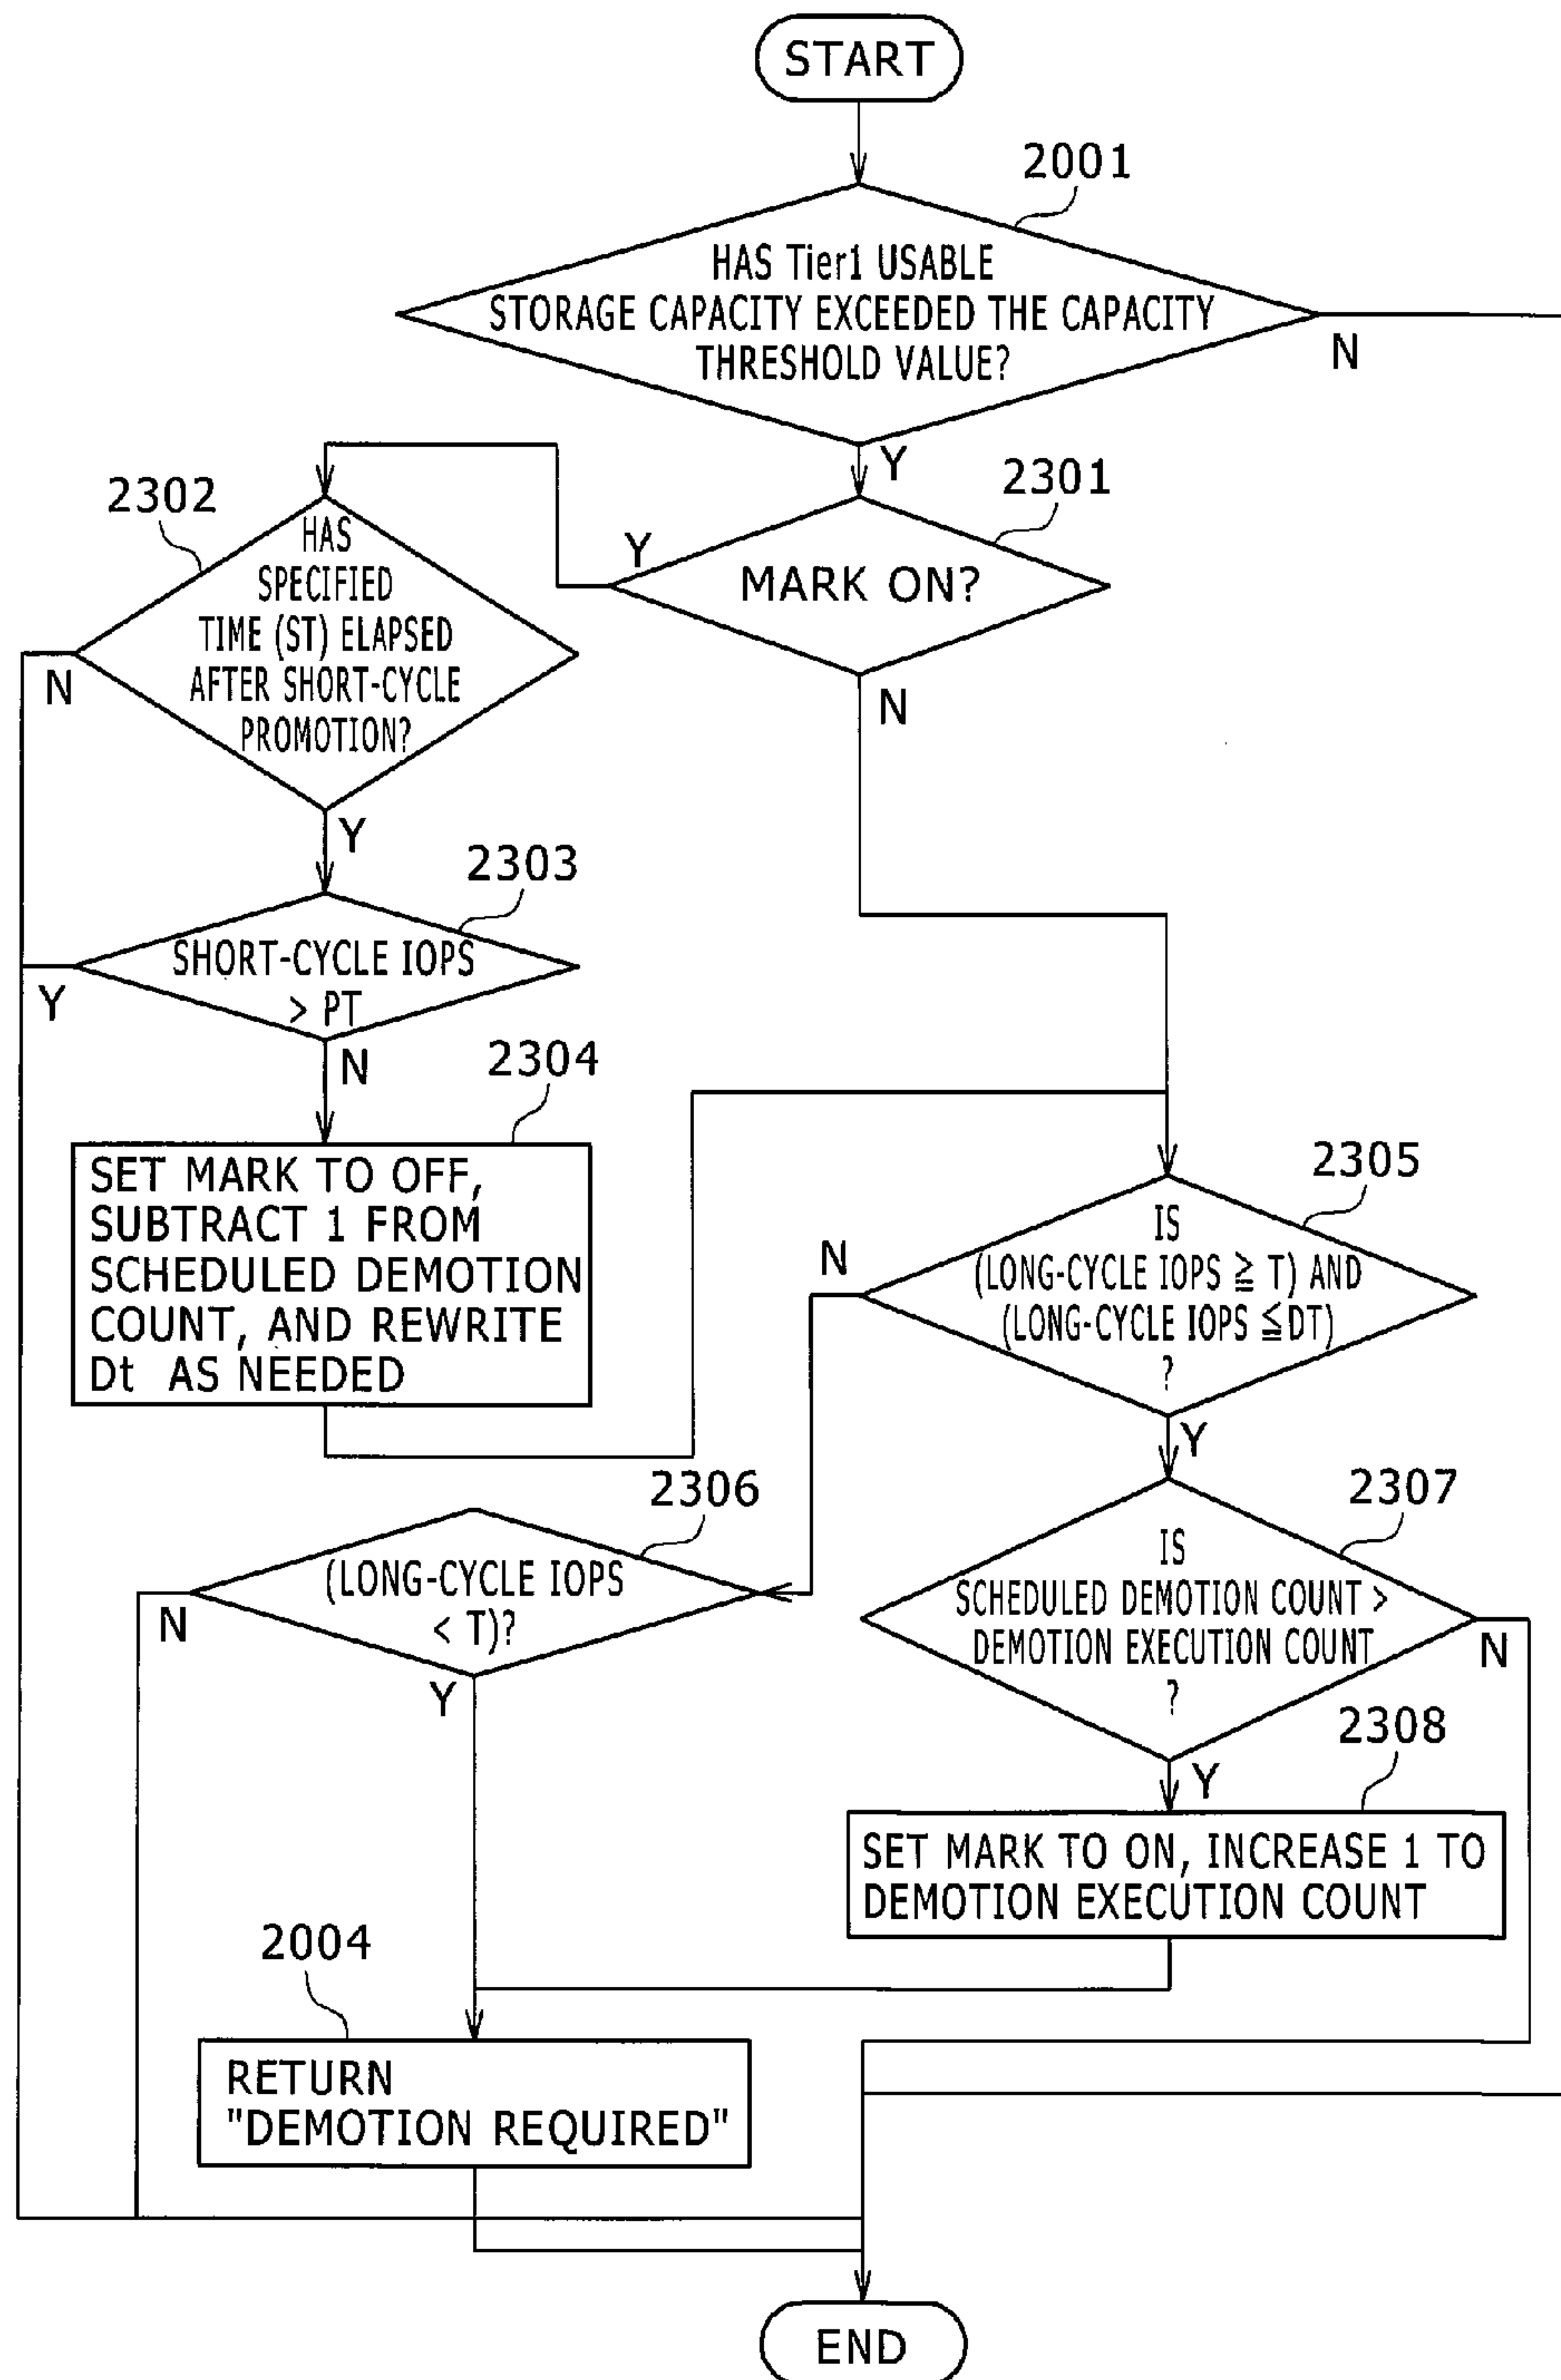 START
2001
HAS Tier1 USABLE
STORAGE CAPACITY EXCEEDED THE CAPACITY
THRESHOLD VALUE?
N
Y
2301
MARK ON?
Y
N
2302
HAS
SPECIFIED
TIME (ST) ELAPSED
AFTER SHORT-CYCLE
PROMOTION?
N
Y
2303
SHORT-CYCLE IOPS
> PT
Y
N
2304
SET MARK TO OFF,
SUBTRACT 1 FROM
SCHEDULED DEMOTION
COUNT, AND REWRITE
Dt AS NEEDED
2305
IS
(LONG-CYCLE IOPS ≧ T) AND
(LONG-CYCLE IOPS ≦DT)
?
N
Y
2306
(LONG-CYCLE IOPS
< T)?
N
Y
2307
IS
SCHEDULED DEMOTION COUNT >
DEMOTION EXECUTION COUNT
?
N
Y
2308
SET MARK TO ON, INCREASE 1 TO
DEMOTION EXECUTION COUNT
2004
RETURN
"DEMOTION REQUIRED"
END